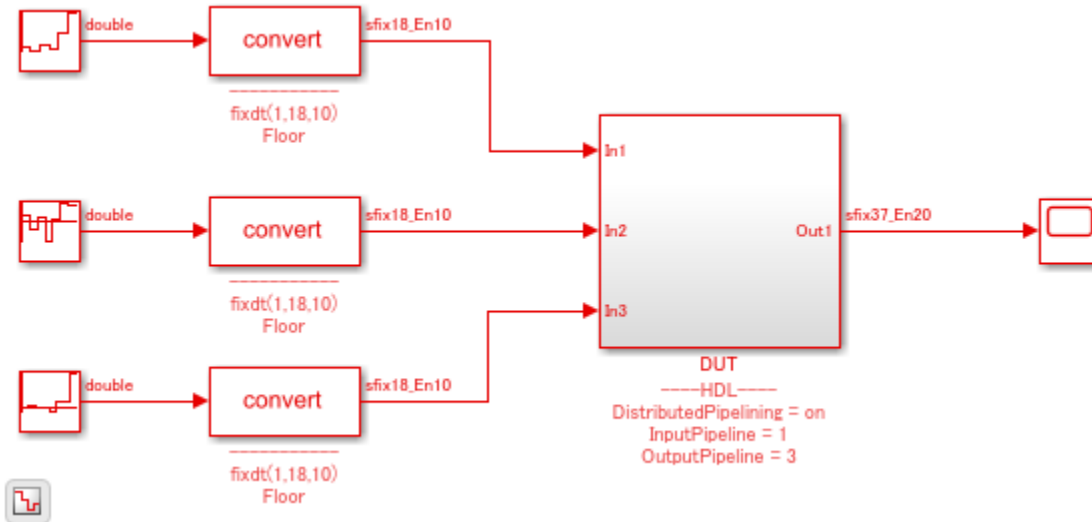 double
convert
sfix18_En10
-----------
fixdt(1,18,10)
Floor
double
convert
sfix18_En10
-----------
fixdt(1,18,10)
Floor
double
convert
sfix18_En10
-----------
fixdt(1,18,10)
Floor
In1
In2
In3
Out1
sfix37_En20
DUT
----HDL----
DistributedPipelining = on
InputPipeline = 1
OutputPipeline = 3